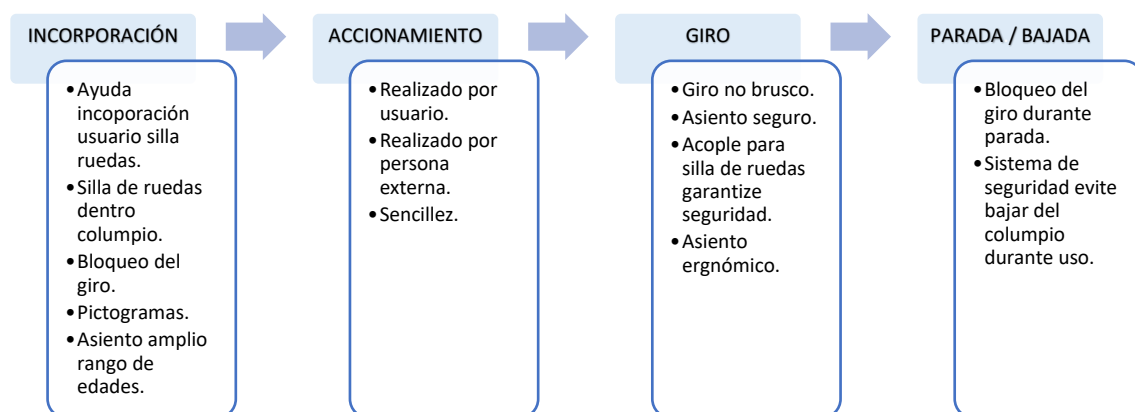 INCORPORACIÓN
•Ayuda
incoporación
usuario silla
ruedas.
•Silla de ruedas
dentro
columpio.
•Bloqueo del
giro.
•Pictogramas.
•Asiento amplio
rango de
edades.
ACCIONAMIENTO
•Realizado por
usuario.
•Realizado por
persona
externa.
•Sencillez.
GIRO
•Giro no brusco.
•Asiento seguro.
•Acople para
silla de ruedas
garantize
seguridad.
•Asiento
ergnómico.
PARADA / BAJADA
•Bloqueo del
giro durante
parada.
•Sistema de
seguridad evite
bajar del
columpio
durante uso.